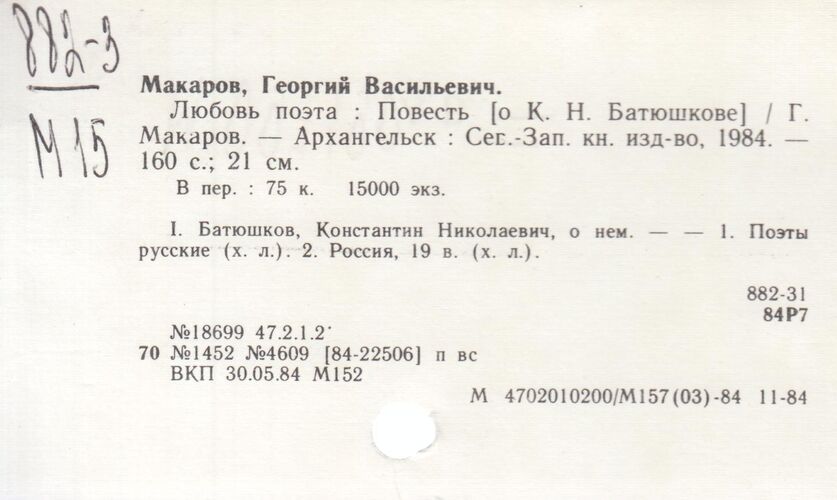 882-3
М15
Макаров, Георгий Васильевич.
Любовь поэта : Повесть [о К. Н. Батюшкове] / Г.
Макаров. — Архангельск : Сев.-Зап. кн. изд-во, 1984. —
160 с.; 21 см.
В пер. : 75 к. 15000 экз.
I. Батюшков, Константин Николаевич, о нем. — — 1. Поэты
русские (х. л.). 2. Россия, 19 в. (х. л.).
882-31
84Р7
№18699 47.2.1.2
70 №1452 №4609 [84-22506] п вс
ВКП 30.05.84 М152
М 4702010200/М157(03)-84 11-84